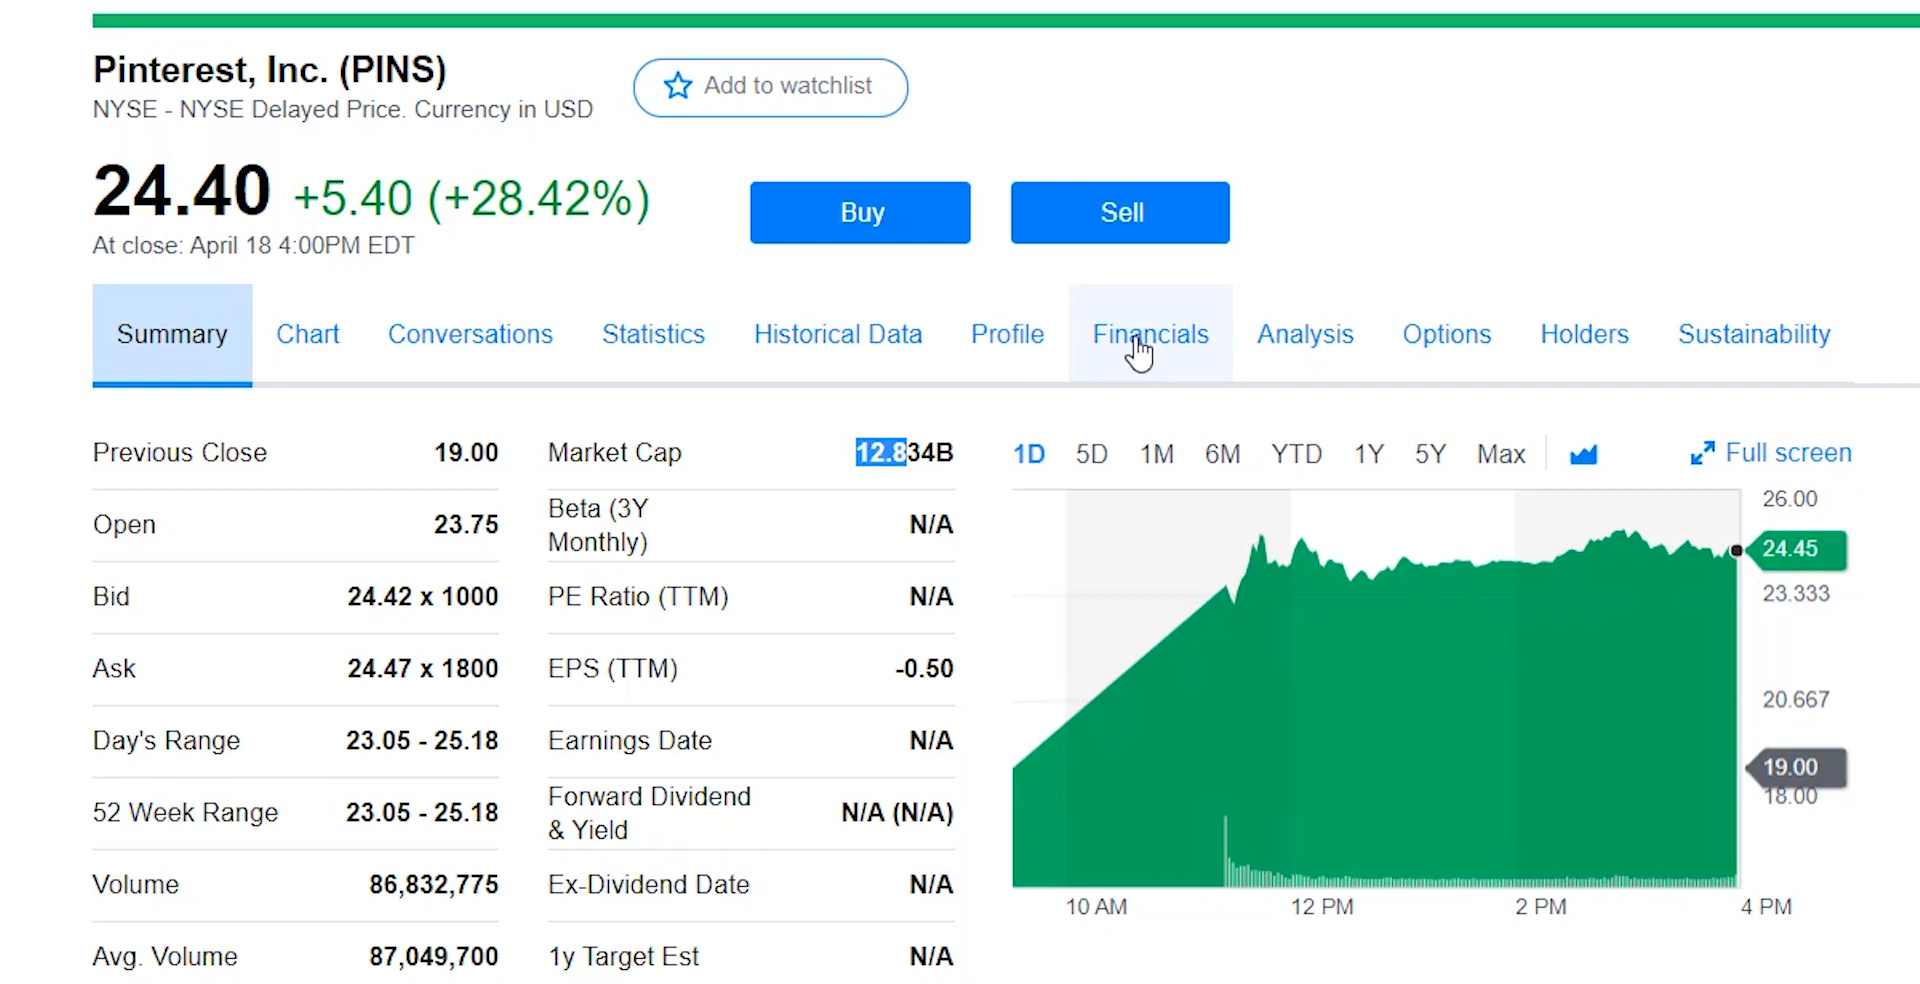 Pinterest, Inc. (PINS)
Add to watchlist
NYSE - NYSE Delayed Price. Currency in USD
24.40 +5.40 (+28.42%)
Buy
Sell
At close: April 18 4:00PM EDT
Summary Chart Conversations Statistics Historical Data Profile Financials Analysis Options Holders Sustainability
Previous Close 19.00
Open 23.75
Bid 24.42 x 1000
Ask 24.47 x 1800
Day's Range 23.05 - 25.18
52 Week Range 23.05 - 25.18
Volume 86,832,775
Avg. Volume 87,049,700
Market Cap 12.834B
Beta (3Y
Monthly) N/A
PE Ratio (TTM) N/A
EPS (TTM) -0.50
Earnings Date N/A
Forward Dividend
& Yield N/A (N/A)
Ex-Dividend Date N/A
1y Target Est N/A
1D 5D 1M 6M YTD 1Y 5Y Max Full screen
26.00
24.45
23.333
20.667
19.00
18.00
10 AM 12 PM 2 PM 4 PM